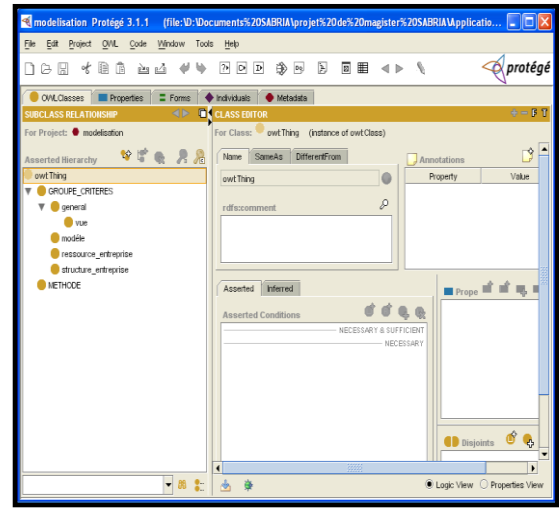 modelisation Protégé 3.1.1 (file:\D:\Documents%20SABRIA\projet%20de%20magister%20SABRIA\Applicatio...
File Edit Project OWL Code Window Tools Help
protégé
OWLClasses Properties Forms Individuals Metadata
SUBCLASS RELATIONSHIP
For Project: modelisation
Asserted Hierarchy
owl:Thing
GROUPE_CRITERES
general
vue
modéle
ressource_entreprise
structure_entreprise
METHODE
CLASS EDITOR
For Class: owl:Thing (instance of owl:Class)
Name SameAs DifferentFrom
owl:Thing
rdfs:comment
Annotations
Property Value
Asserted Inferred
Asserted Conditions
NECESSARY & SUFFICIENT
NECESSARY
Prope
Disjoints
Logic View Properties View